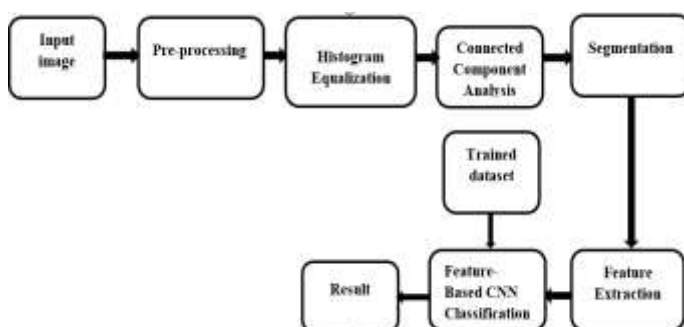 Input
image
Pre-processing
Histogram
Equalization
Connected
Component
Analysis
Segmentation
Trained
dataset
Feature
Extraction
Feature-
Based CNN
Classification
Result